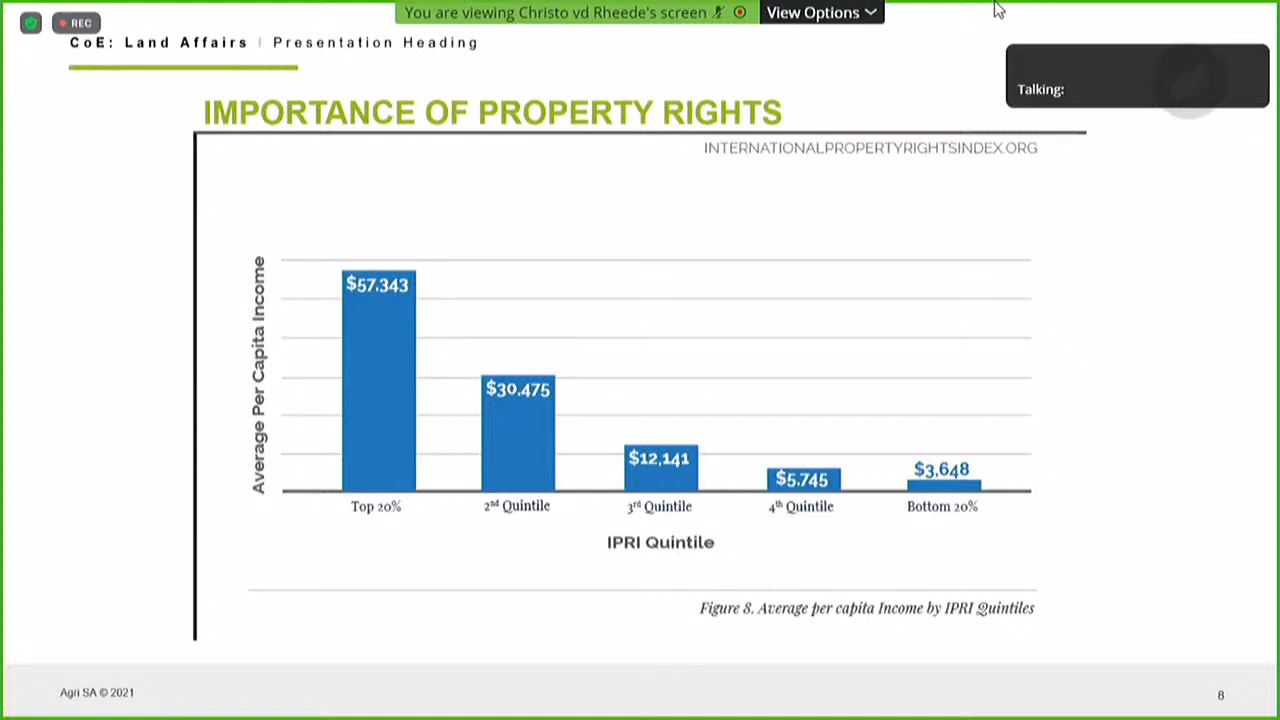 You are viewing Christo vd Rheede's screen
View Options
REC
CoE: Land Affairs | Presentation Heading
Talking:
IMPORTANCE OF PROPERTY RIGHTS
INTERNATIONALPROPERTYRIGHTSINDEX.ORG
Average Per Capita Income
$57.343
$30.475
$12,141
$5.745
$3.648
Top 20%
2nd Quintile
3rd Quintile
4th Quintile
Bottom 20%
IPRI Quintile
Figure 8. Average per capita Income by IPRI Quintiles
Agri SA © 2021
8